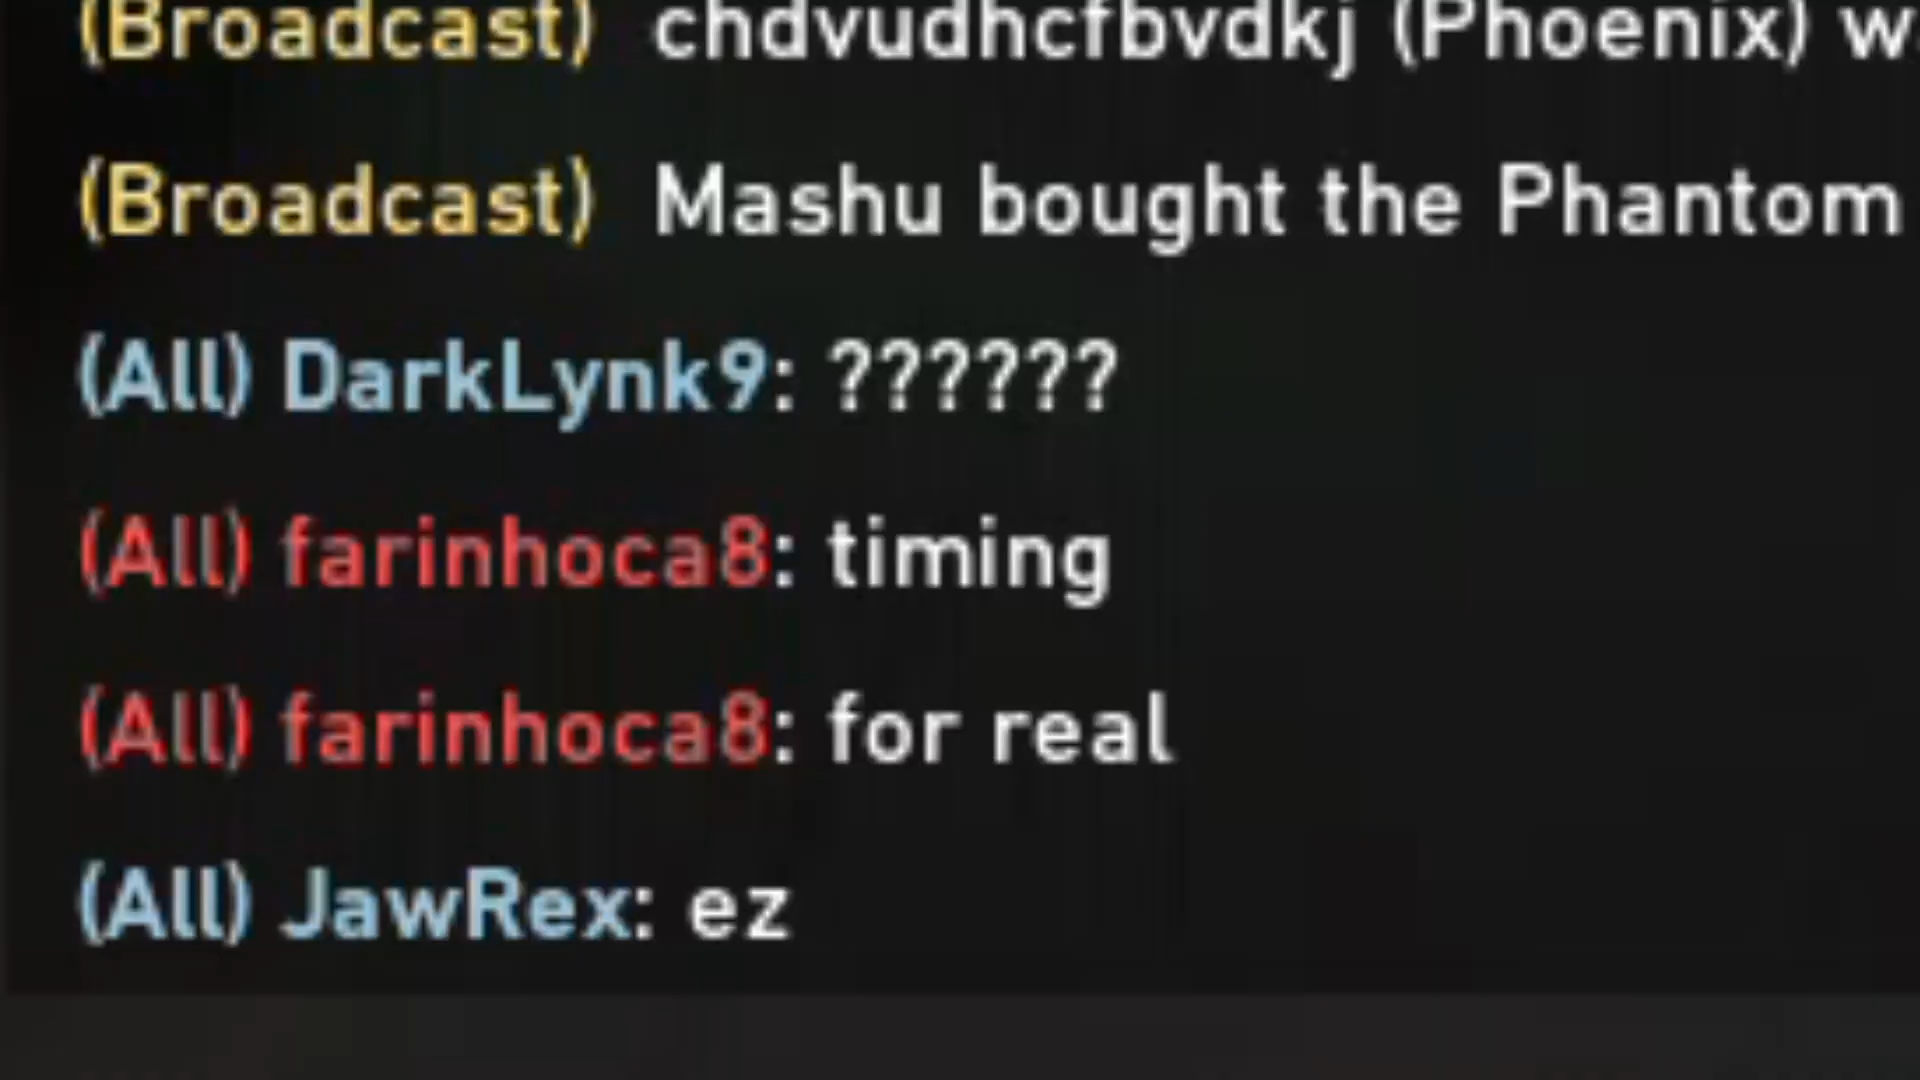 (Broadcast) chdvudhcfbvdkj (Phoenix)
(Broadcast) Mashu bought the Phantom
(All) DarkLynk9: ??????
(All) farinhoca8: timing
(All) farinhoca8: for real
(All) JawRex: ez